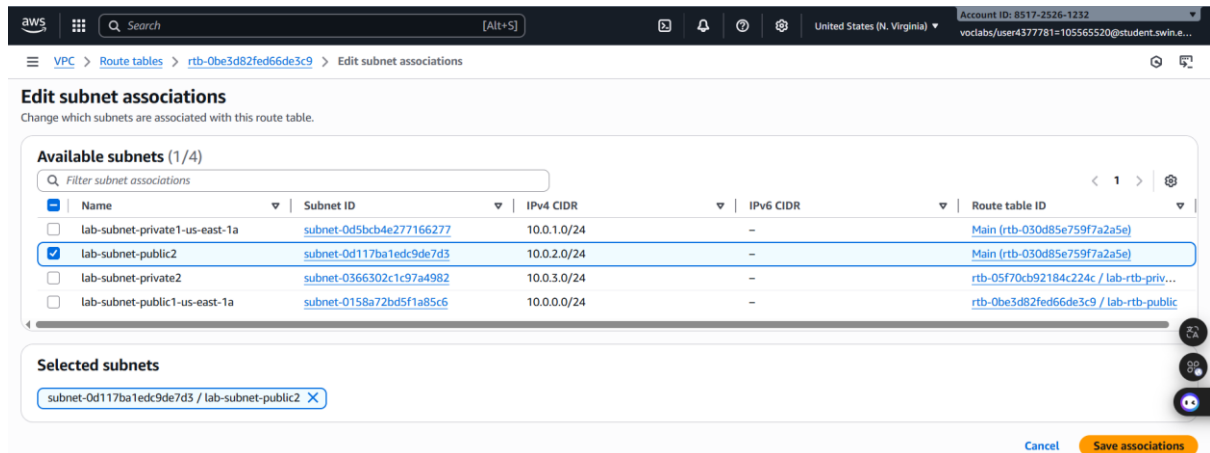 aws Search [Alt+S] United States (N. Virginia) Account ID: 8517-2526-1232
voclabs/user4377781=105565520@student.swin.e...
VPC > Route tables > rtb-0be3d82fed66de3c9 > Edit subnet associations
Edit subnet associations
Change which subnets are associated with this route table.
Available subnets (1/4)
Filter subnet associations < 1 >
Name Subnet ID IPv4 CIDR IPv6 CIDR Route table ID
lab-subnet-private1-us-east-1a subnet-0d5bcb4e277166277 10.0.1.0/24 – Main (rtb-030d85e759f7a2a5e)
lab-subnet-public2 subnet-0d117ba1edc9de7d3 10.0.2.0/24 – Main (rtb-030d85e759f7a2a5e)
lab-subnet-private2 subnet-0366302c1c97a4982 10.0.3.0/24 – rtb-05f70cb92184c224c / lab-rtb-priv...
lab-subnet-public1-us-east-1a subnet-0158a72bd5f1a85c6 10.0.0.0/24 – rtb-0be3d82fed66de3c9 / lab-rtb-public
Selected subnets
subnet-0d117ba1edc9de7d3 / lab-subnet-public2 X
Cancel Save associations